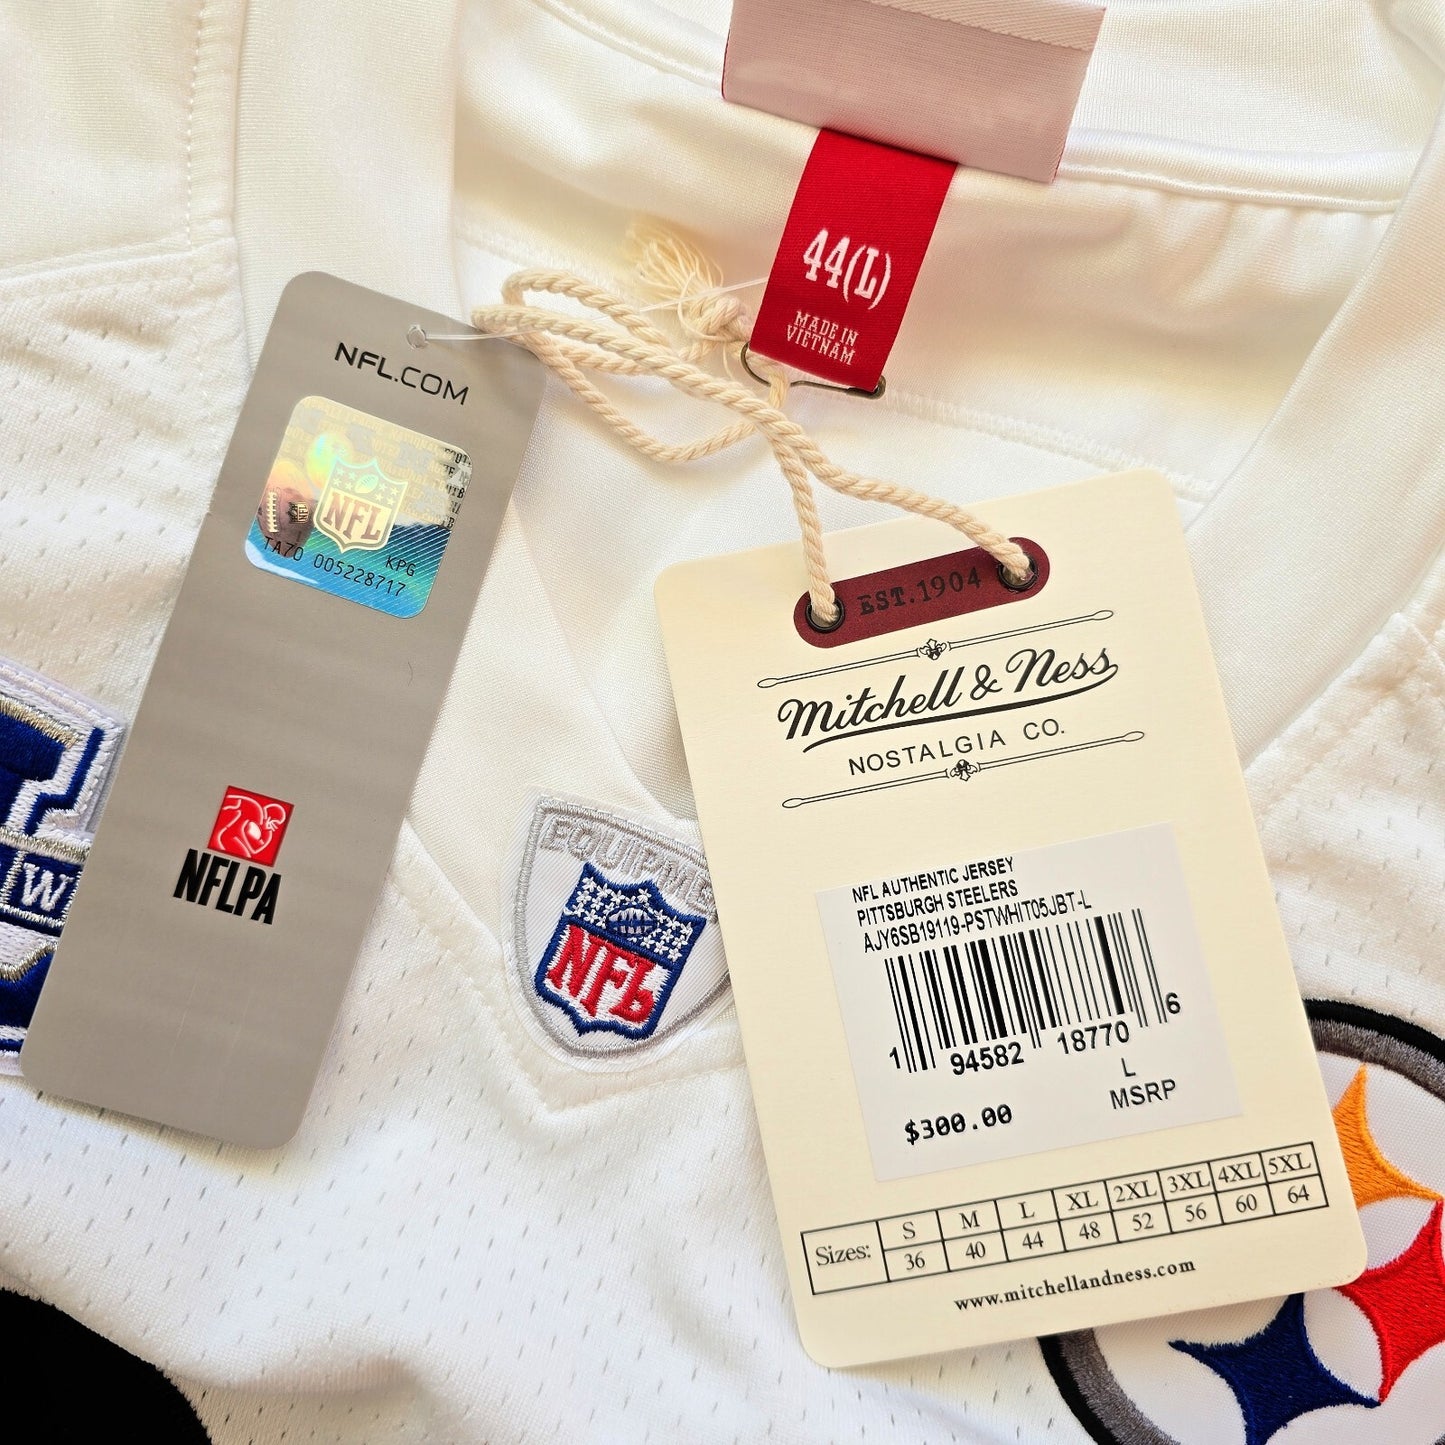 44(L)
MADE IN
VIETNAM
NFL.COM
NFL
TA70 005228717
KPG
NFLPA
EST.1904
Mitchell & Ness
NOSTALGIA CO.
EQUIPME
NFL
NFL AUTHENTIC JERSEY
PITTSBURGH STEELERS
AJY6SB19119-PSTWHIT05JBT-L
1 94582 18770 6
L
$300.00 MSRP
Sizes: S M L XL 2XL 3XL 4XL 5XL
36 40 44 48 52 56 60 64
www.mitchellandness.com